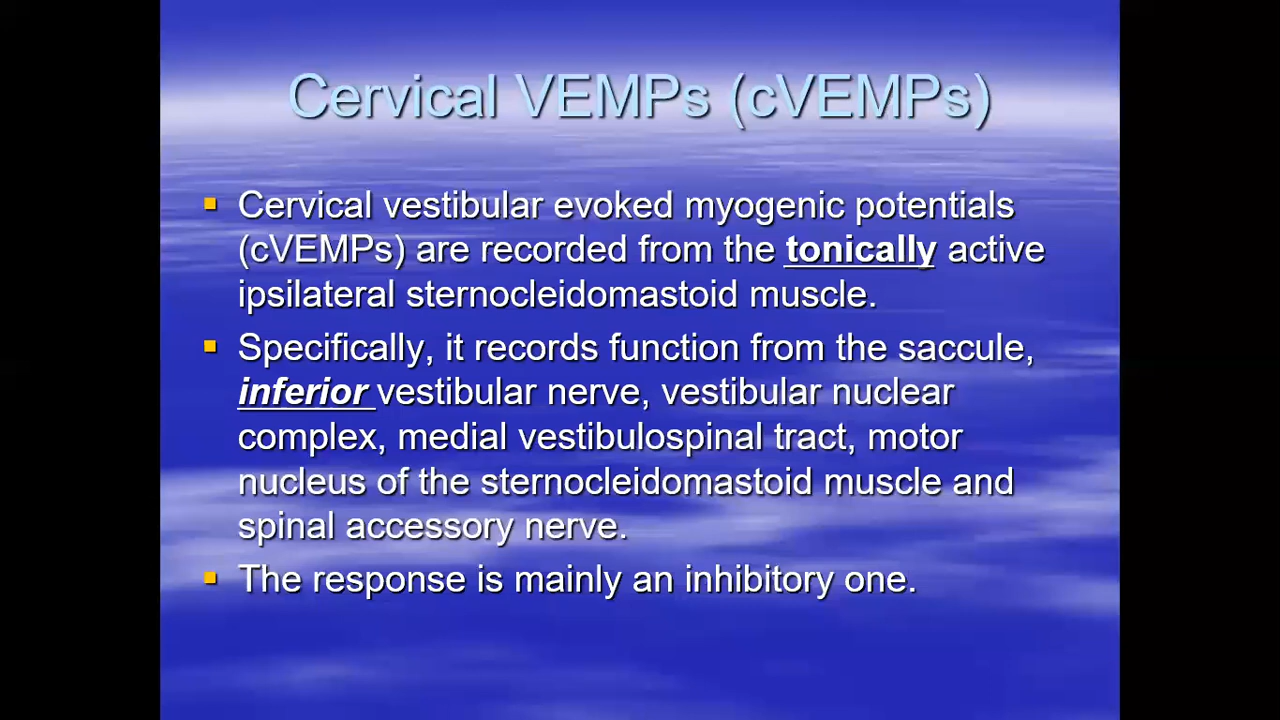 Cervical VEMPs (cVEMPs)
▪ Cervical vestibular evoked myogenic potentials
(cVEMPs) are recorded from the tonically active
ipsilateral sternocleidomastoid muscle.
▪ Specifically, it records function from the saccule,
inferior vestibular nerve, vestibular nuclear
complex, medial vestibulospinal tract, motor
nucleus of the sternocleidomastoid muscle and
spinal accessory nerve.
▪ The response is mainly an inhibitory one.